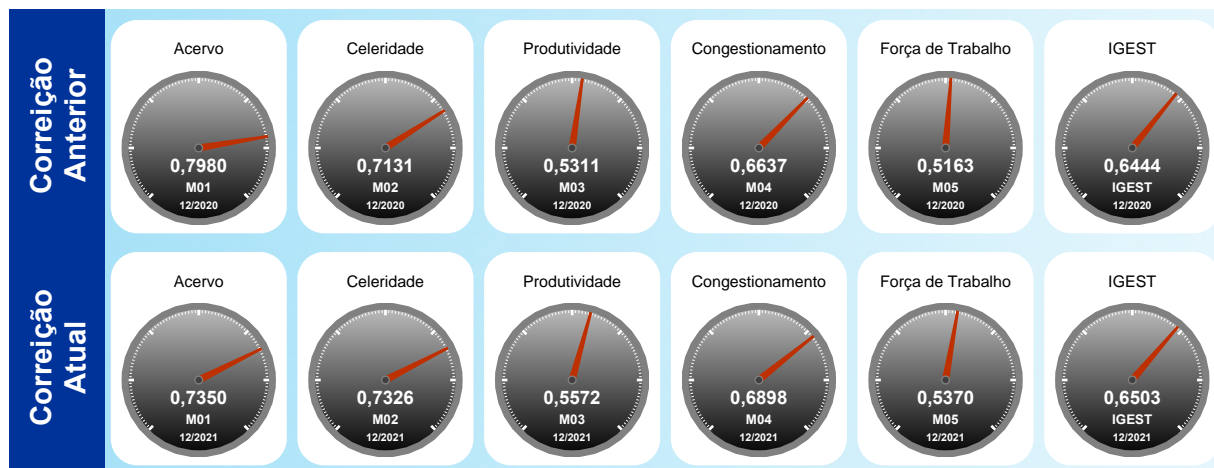 Correição
Anterior
Acervo
0,7980
M01
12/2020
Celeridade
0,7131
M02
12/2020
Produtividade
0,5311
M03
12/2020
Congestionamento
0,6637
M04
12/2020
Força de Trabalho
0,5163
M05
12/2020
IGEST
0,6444
IGEST
12/2020
Correição
Atual
Acervo
0,7350
M01
12/2021
Celeridade
0,7326
M02
12/2021
Produtividade
0,5572
M03
12/2021
Congestionamento
0,6898
M04
12/2021
Força de Trabalho
0,5370
M05
12/2021
IGEST
0,6503
IGEST
12/2021